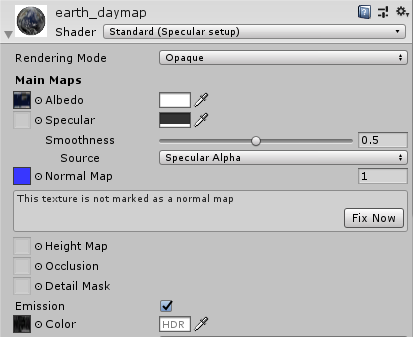 earth_daymap
Shader Standard (Specular setup)
Rendering Mode Opaque
Main Maps
Albedo
Specular
Smoothness 0.5
Source Specular Alpha
Normal Map 1
This texture is not marked as a normal map
Fix Now
Height Map
Occlusion
Detail Mask
Emission
Color HDR